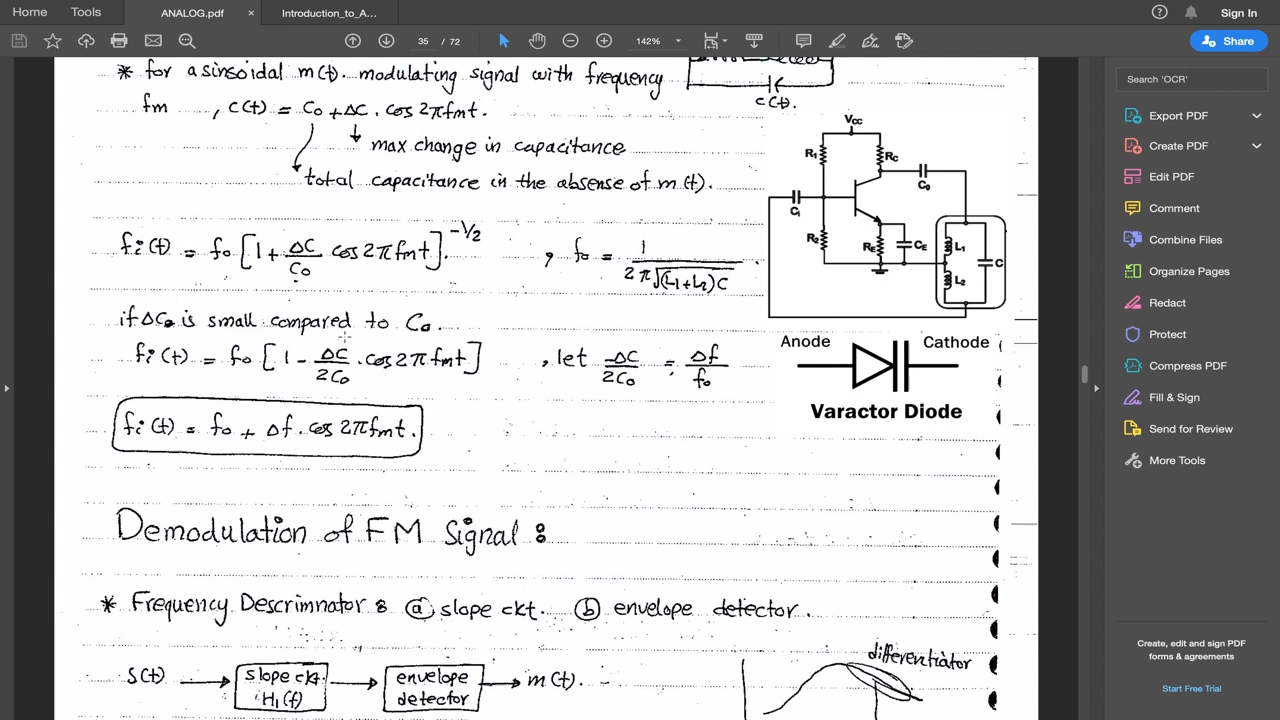 Home Tools ANALOG.pdf × Introduction_to_A... Sign In
35 / 72 142% Share
* for a sinsoidal m(t). modulating signal with frequency
fm , c(t) = C₀ + ΔC . cos 2πfmt.
max change in capacitance
total capacitance in the absense of m(t).
c(t).
fi(t) = f₀ [1 + ΔC/C₀ cos 2πfmt]^-1/2 , f₀ = 1/(2π√(L₁+L₂)C) .
if ΔC₀ is small compared to C₀.
fi(t) = f₀ [1 - ΔC/2C₀ . cos 2πfmt] , let ΔC/2C₀ = Δf/f₀
fi(t) = f₀ + Δf . cos 2πfmt.
VCC
R1 RC
C0
Ci
R2 RE CE
L1 C
L2
Anode Cathode
Varactor Diode
Demodulation of FM Signal :
* Frequency Descrimnator : ⓐ slope ckt. ⓑ envelope detector.
differentiator
S(t) slope ckt. H₁(f) envelope detector m(t).
Search 'OCR'
Export PDF
Create PDF
Edit PDF
Comment
Combine Files
Organize Pages
Redact
Protect
Compress PDF
Fill & Sign
Send for Review
More Tools
Create, edit and sign PDF
forms & agreements
Start Free Trial